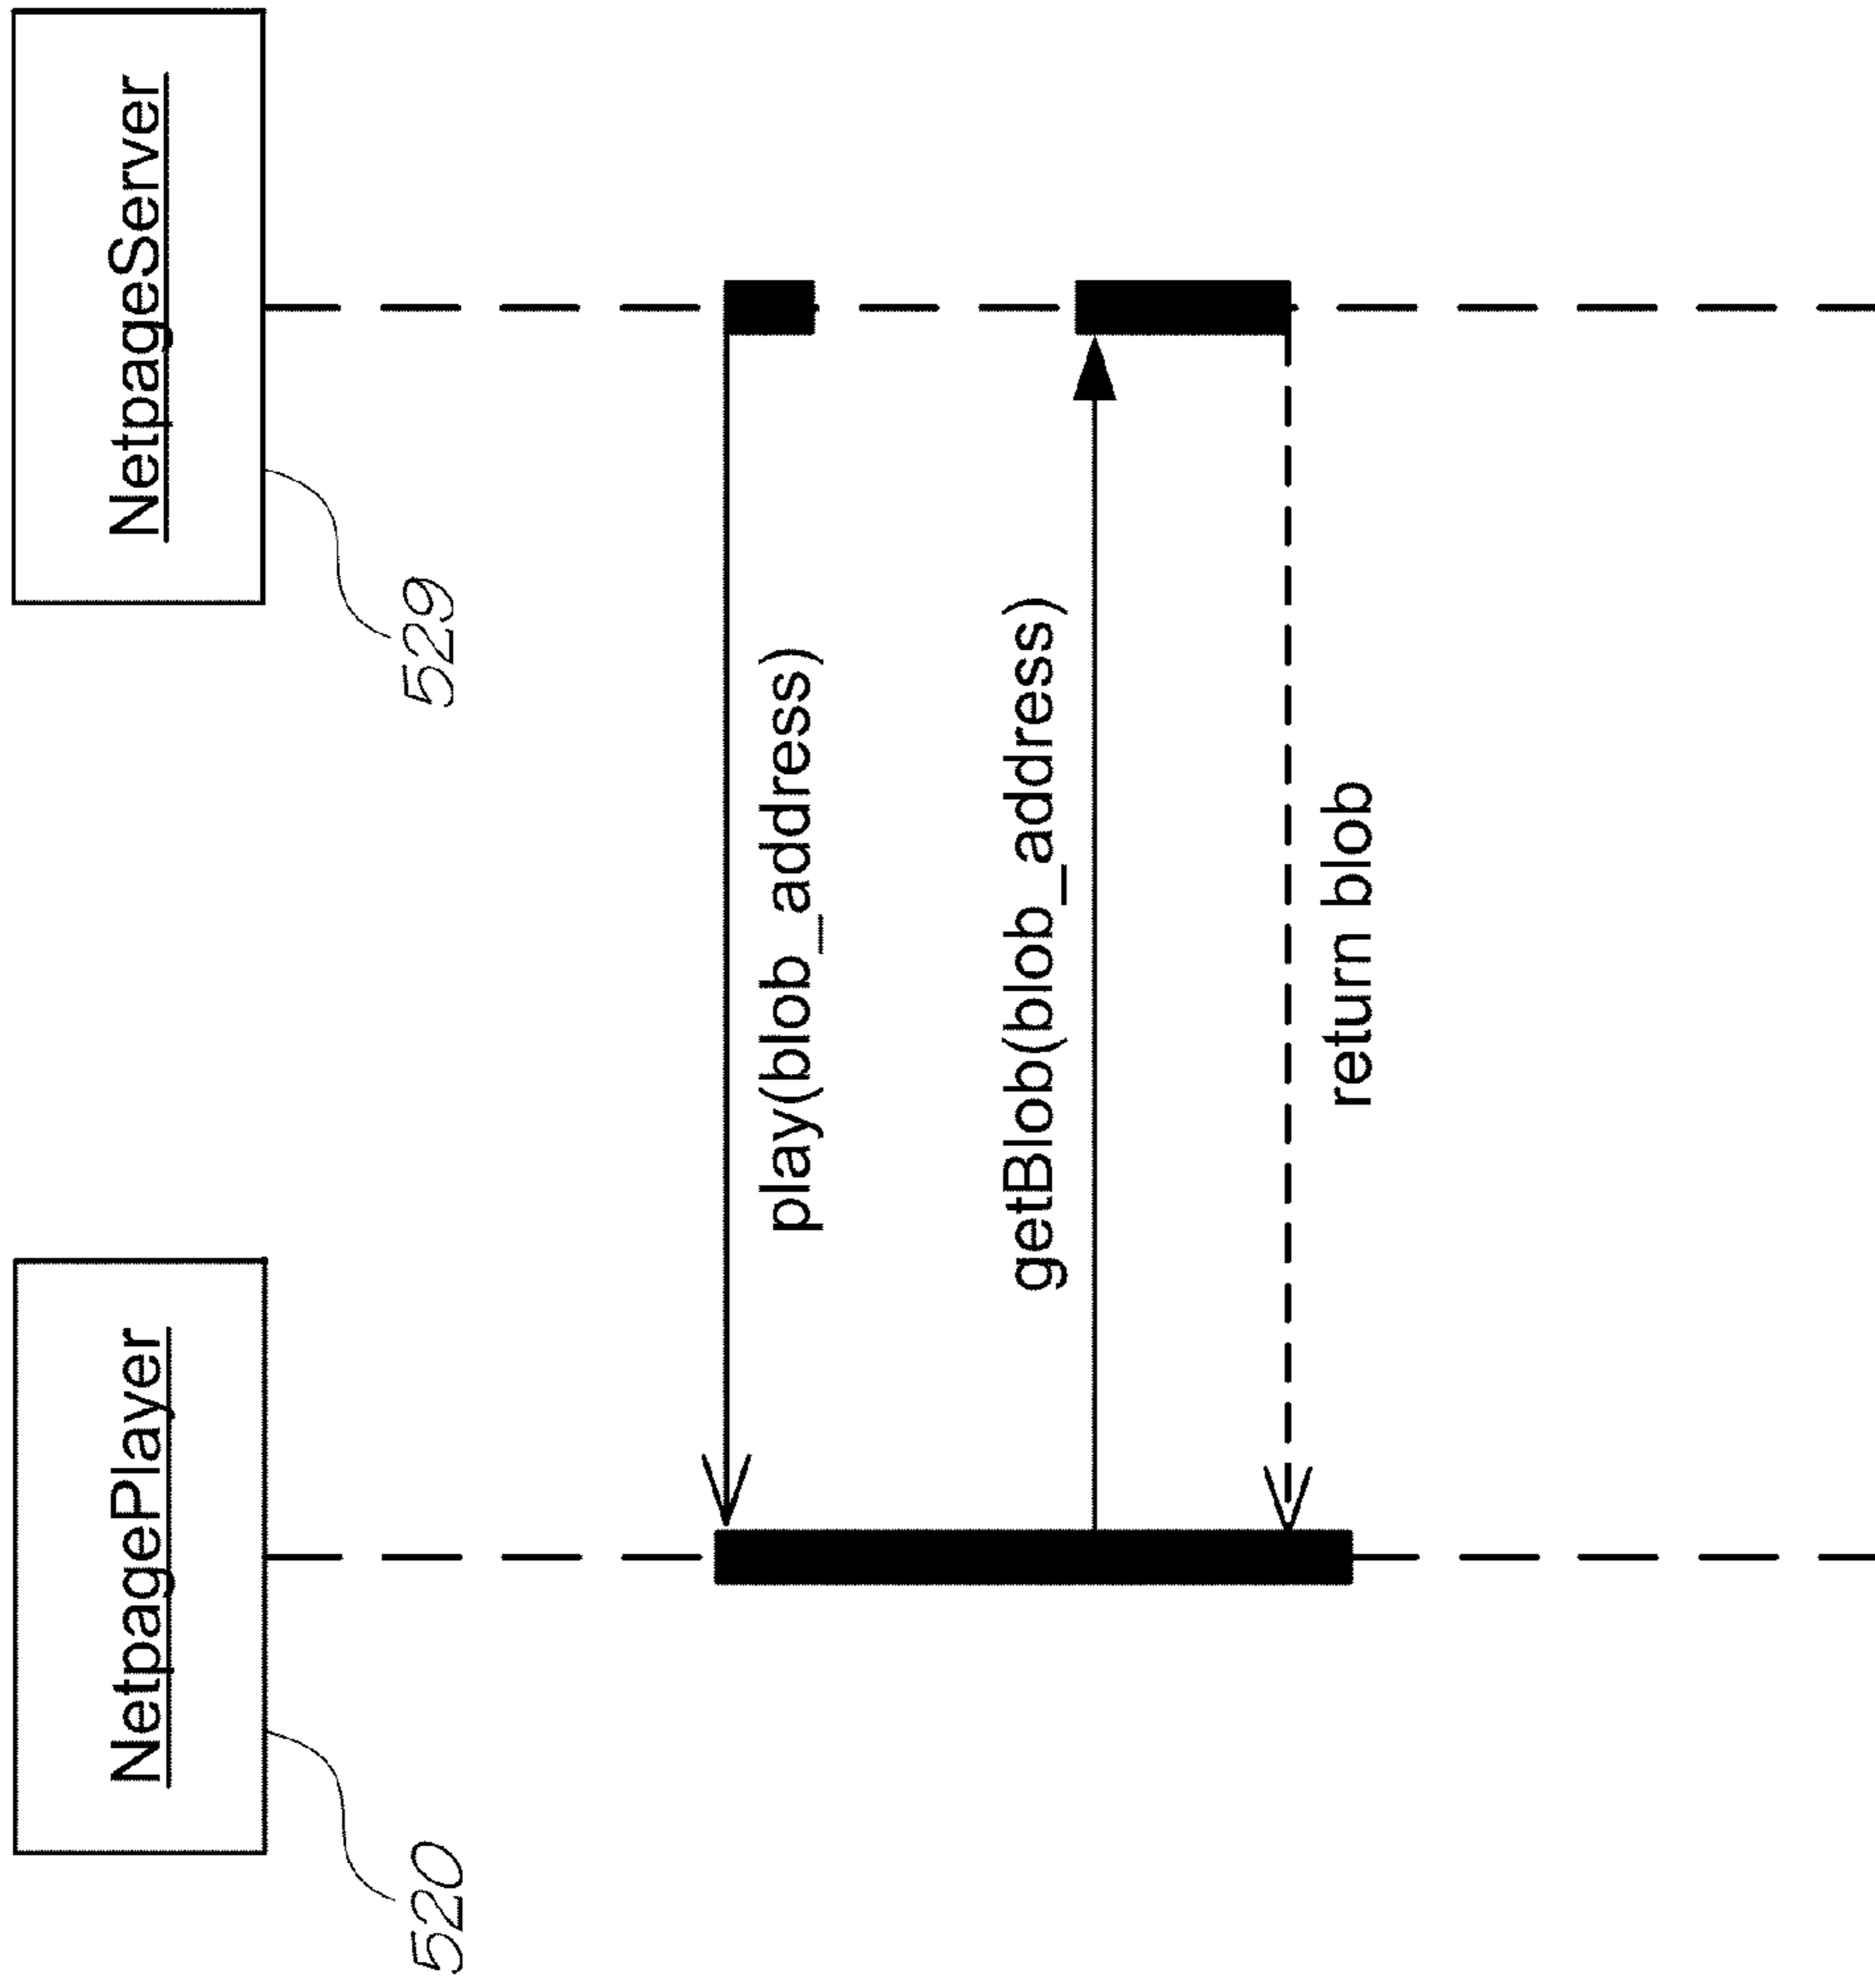 NetpagePlayer
NetpageServer
520
529
play(blob_address)
getBlob(blob_address)
return blob